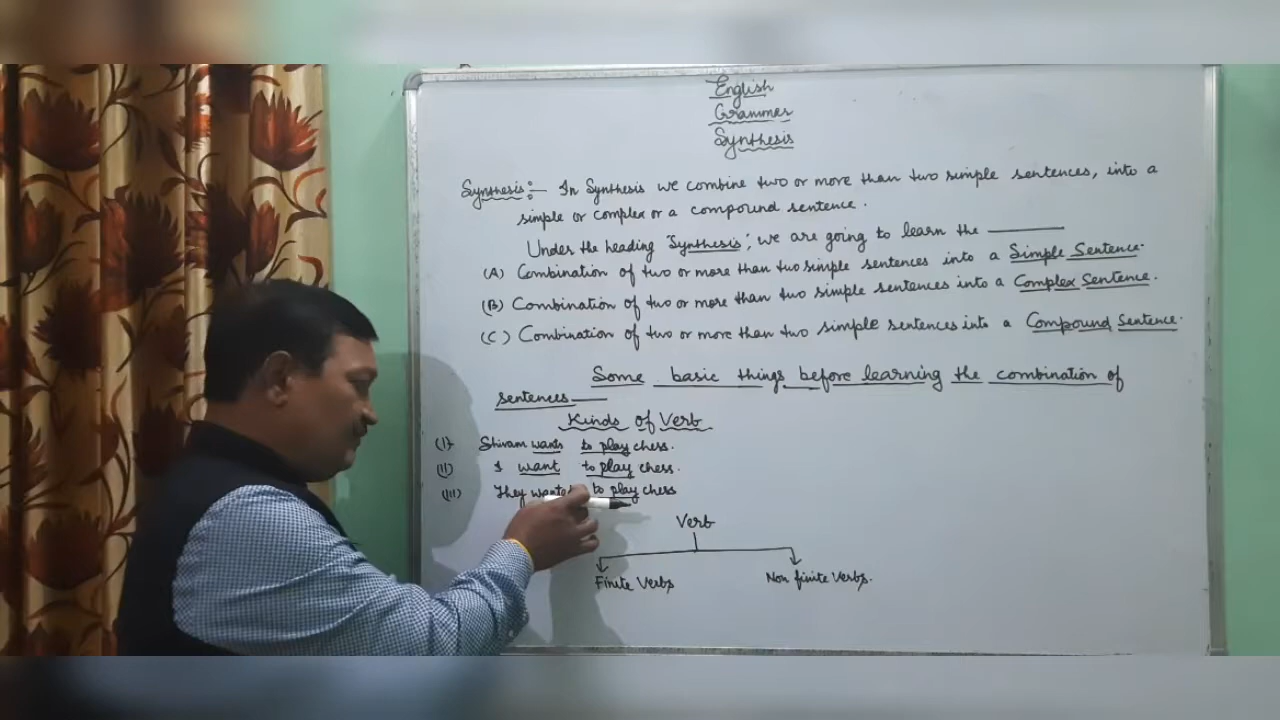 English
Grammar
Synthesis
Synthesis:— In Synthesis we combine two or more than two simple sentences, into a
simple or complex or a compound sentence.
Under the heading 'Synthesis', we are going to learn the ———
(A) Combination of two or more than two simple sentences into a Simple Sentence.
(B) Combination of two or more than two simple sentences into a Complex Sentence.
(C) Combination of two or more than two simple sentences into a Compound Sentence.
Some basic things before learning the combination of
sentences——
Kinds of Verb
(I) Shivam wants to play chess.
(II) I want to play chess.
(III) They wanted to play chess
Verb
Finite Verbs
Non finite Verbs.